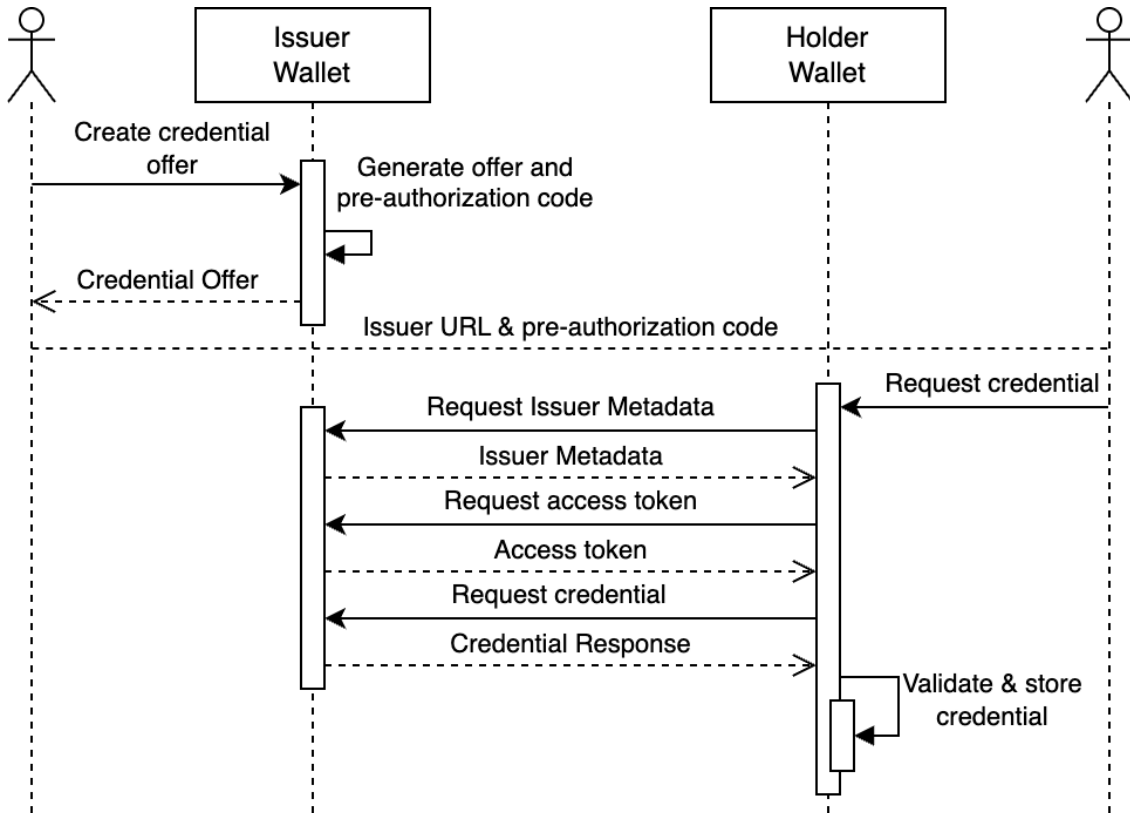 Issuer
Wallet
Holder
Wallet
Create credential
offer
Generate offer and
pre-authorization code
Credential Offer
Issuer URL & pre-authorization code
Request credential
Request Issuer Metadata
Issuer Metadata
Request access token
Access token
Request credential
Credential Response
Validate & store
credential